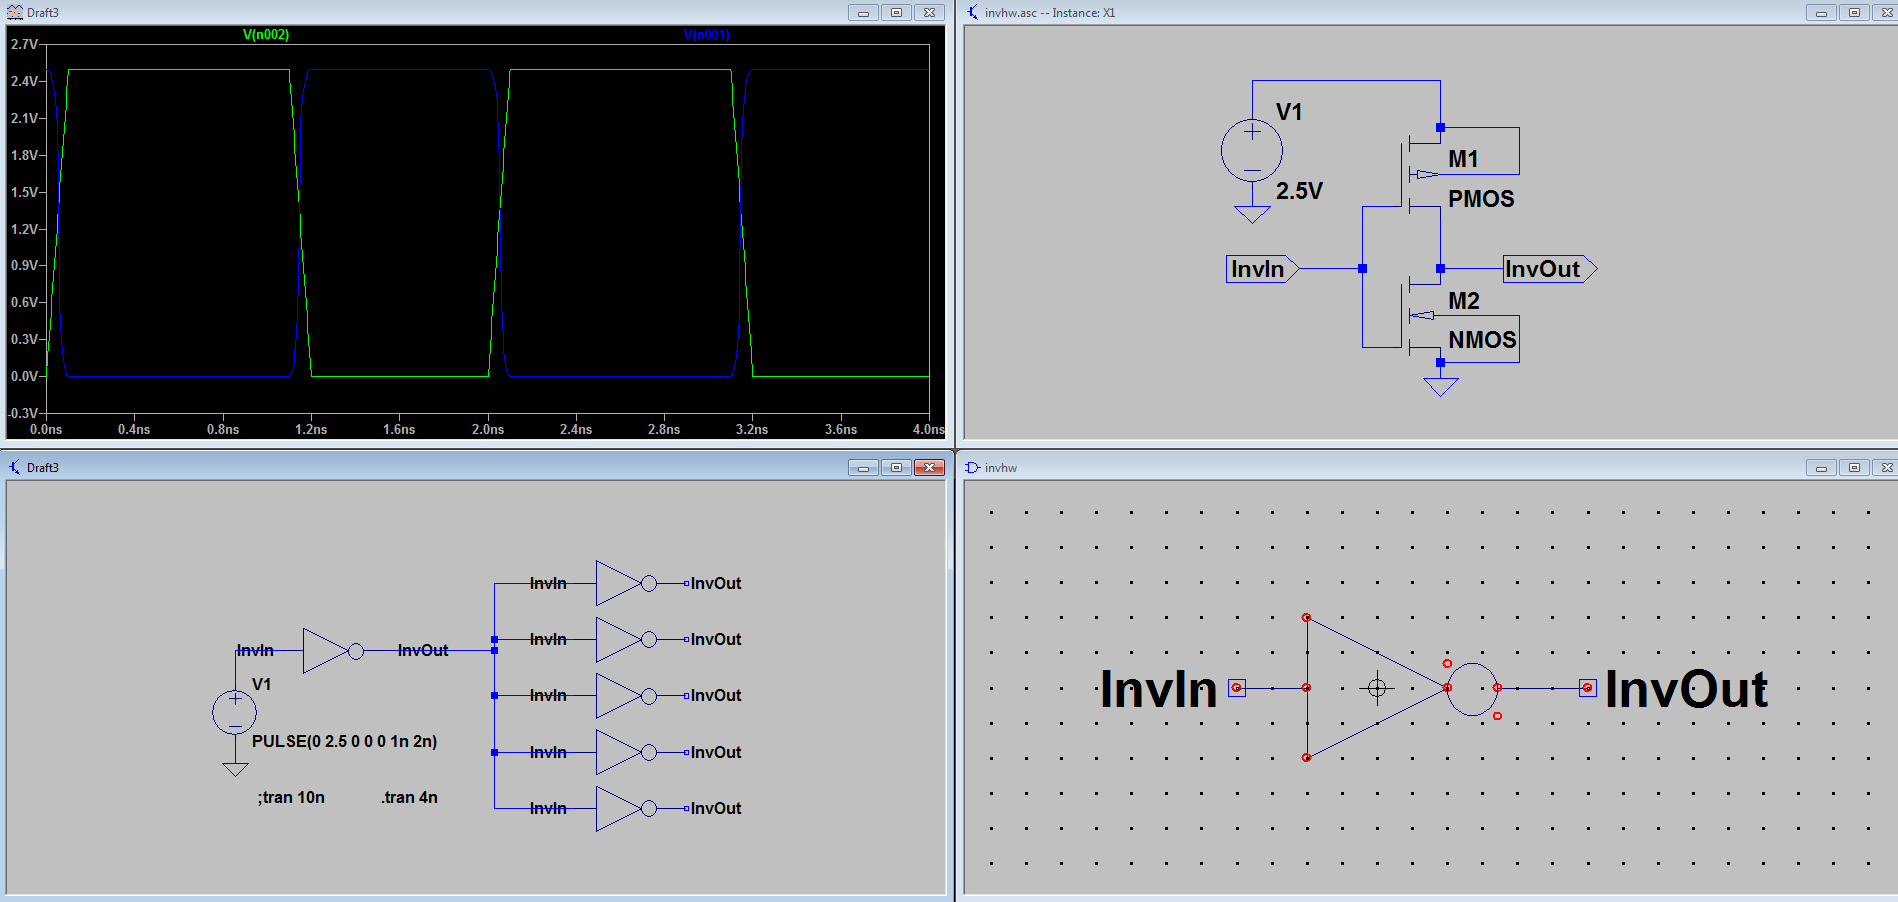 Draft3
V(n002)
V(n001)
2.7V
2.4V
2.1V
1.8V
1.5V
1.2V
0.9V
0.6V
0.3V
0.0V
-0.3V
0.0ns
0.4ns
0.8ns
1.2ns
1.6ns
2.0ns
2.4ns
2.8ns
3.2ns
3.6ns
4.0ns
invhw.asc -- Instance: X1
V1
2.5V
M1
PMOS
InvIn
InvOut
M2
NMOS
Draft3
InvIn
InvOut
V1
PULSE(0 2.5 0 0 0 1n 2n)
;tran 10n
.tran 4n
InvIn
InvOut
InvIn
InvOut
InvIn
InvOut
InvIn
InvOut
InvIn
InvOut
invhw
InvIn
InvOut